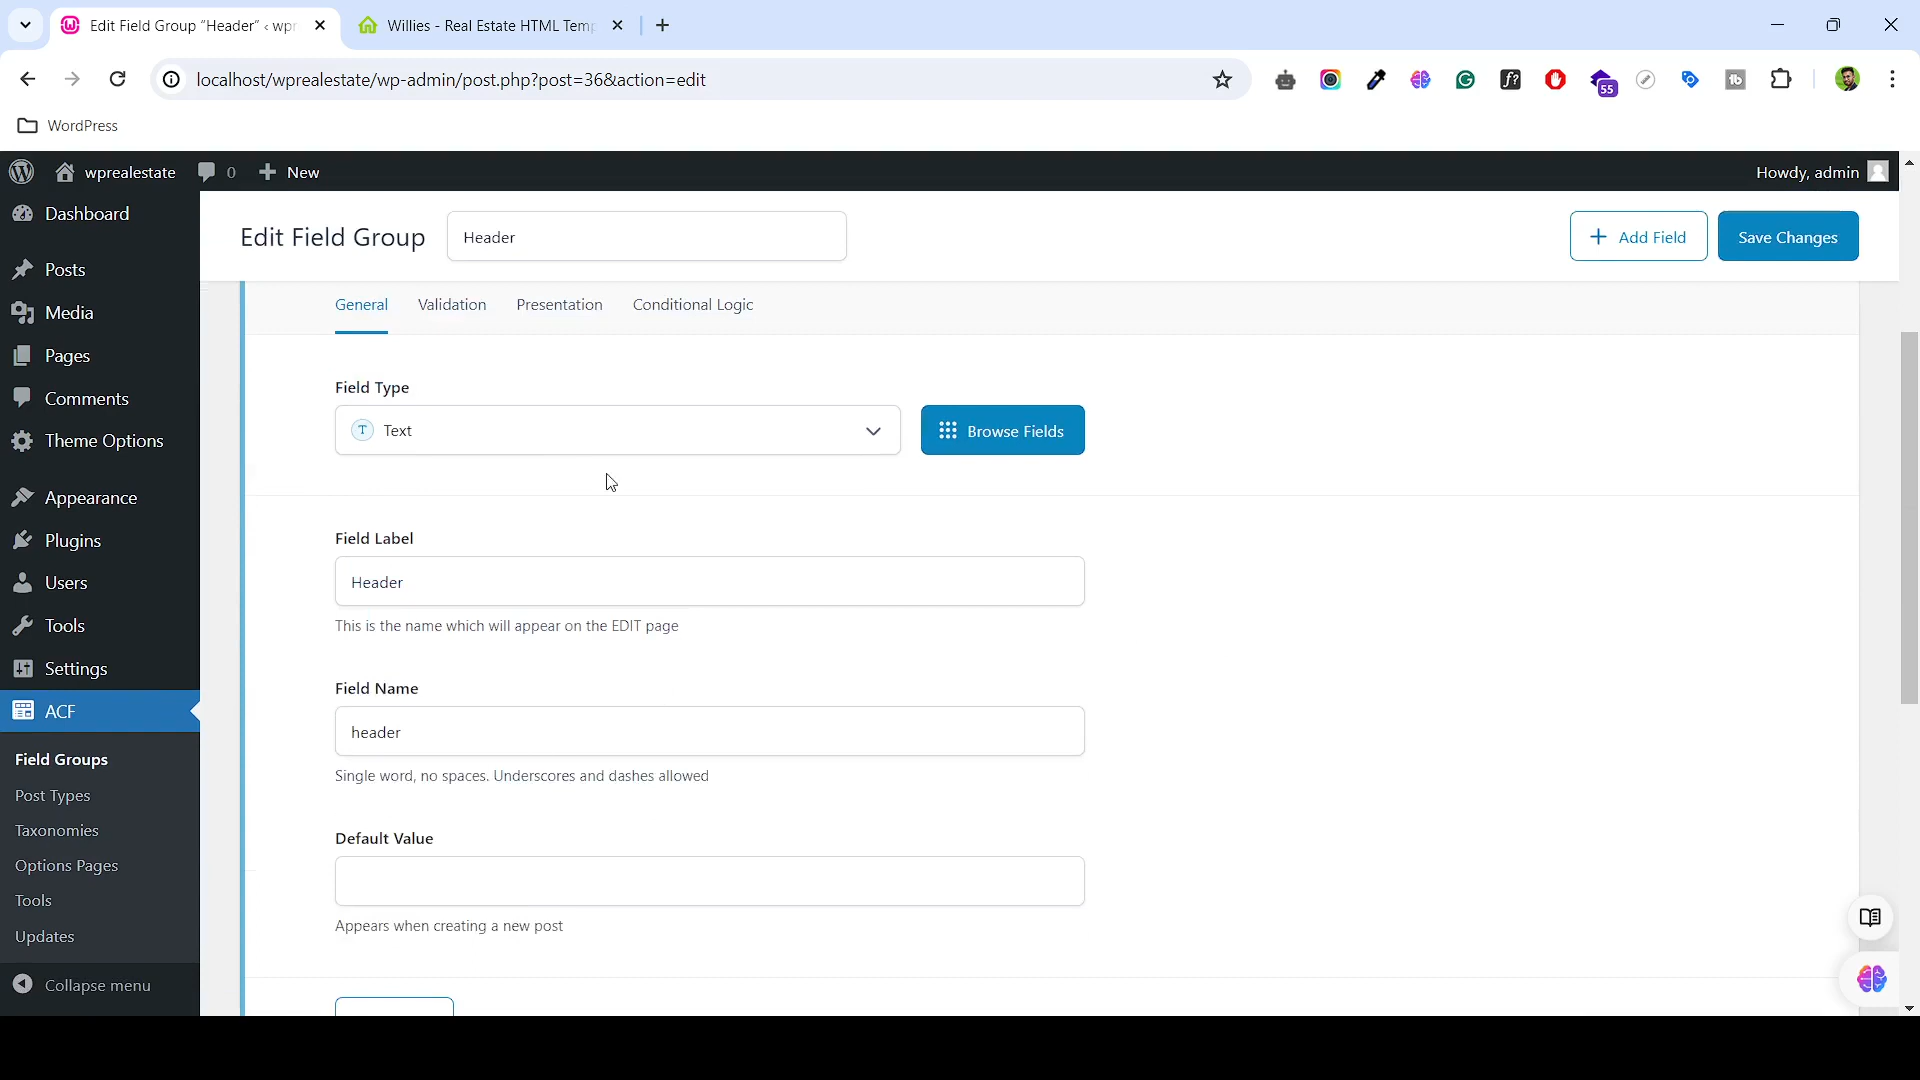 Edit Field Group “Header” ‹ wpr
Willies - Real Estate HTML Temp
localhost/wprealestate/wp-admin/post.php?post=36&action=edit
55
WordPress
wprealestate
0
New
Howdy, admin
Dashboard
Posts
Media
Pages
Comments
Theme Options
Appearance
Plugins
Users
Tools
Settings
ACF
Field Groups
Post Types
Taxonomies
Options Pages
Tools
Updates
Collapse menu
Edit Field Group
Header
Add Field
Save Changes
General
Validation
Presentation
Conditional Logic
Field Type
T
Text
Browse Fields
Field Label
Header
This is the name which will appear on the EDIT page
Field Name
header
Single word, no spaces. Underscores and dashes allowed
Default Value
Appears when creating a new post